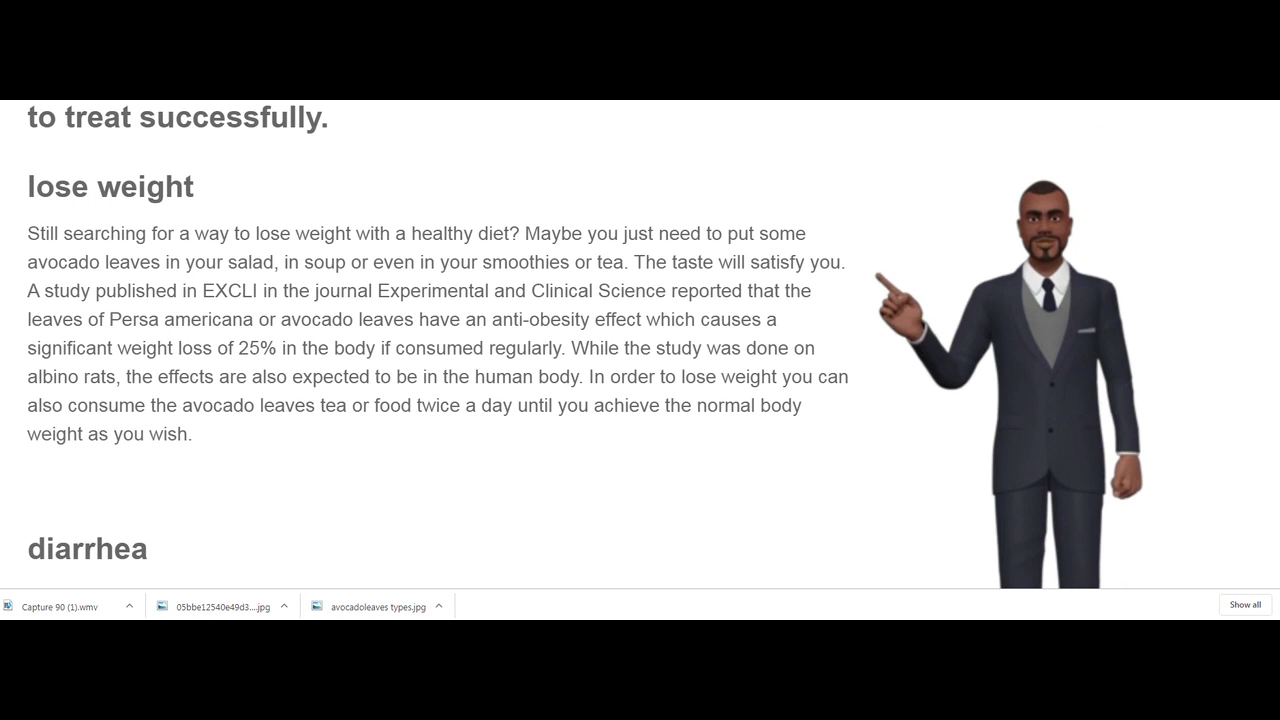 to treat successfully.
lose weight
Still searching for a way to lose weight with a healthy diet? Maybe you just need to put some
avocado leaves in your salad, in soup or even in your smoothies or tea. The taste will satisfy you.
A study published in EXCLI in the journal Experimental and Clinical Science reported that the
leaves of Persa americana or avocado leaves have an anti-obesity effect which causes a
significant weight loss of 25% in the body if consumed regularly. While the study was done on
albino rats, the effects are also expected to be in the human body. In order to lose weight you can
also consume the avocado leaves tea or food twice a day until you achieve the normal body
weight as you wish.
diarrhea
Capture 90 (1).wmv
05bbe12540e49d3....jpg
avocadoleaves types.jpg
Show all